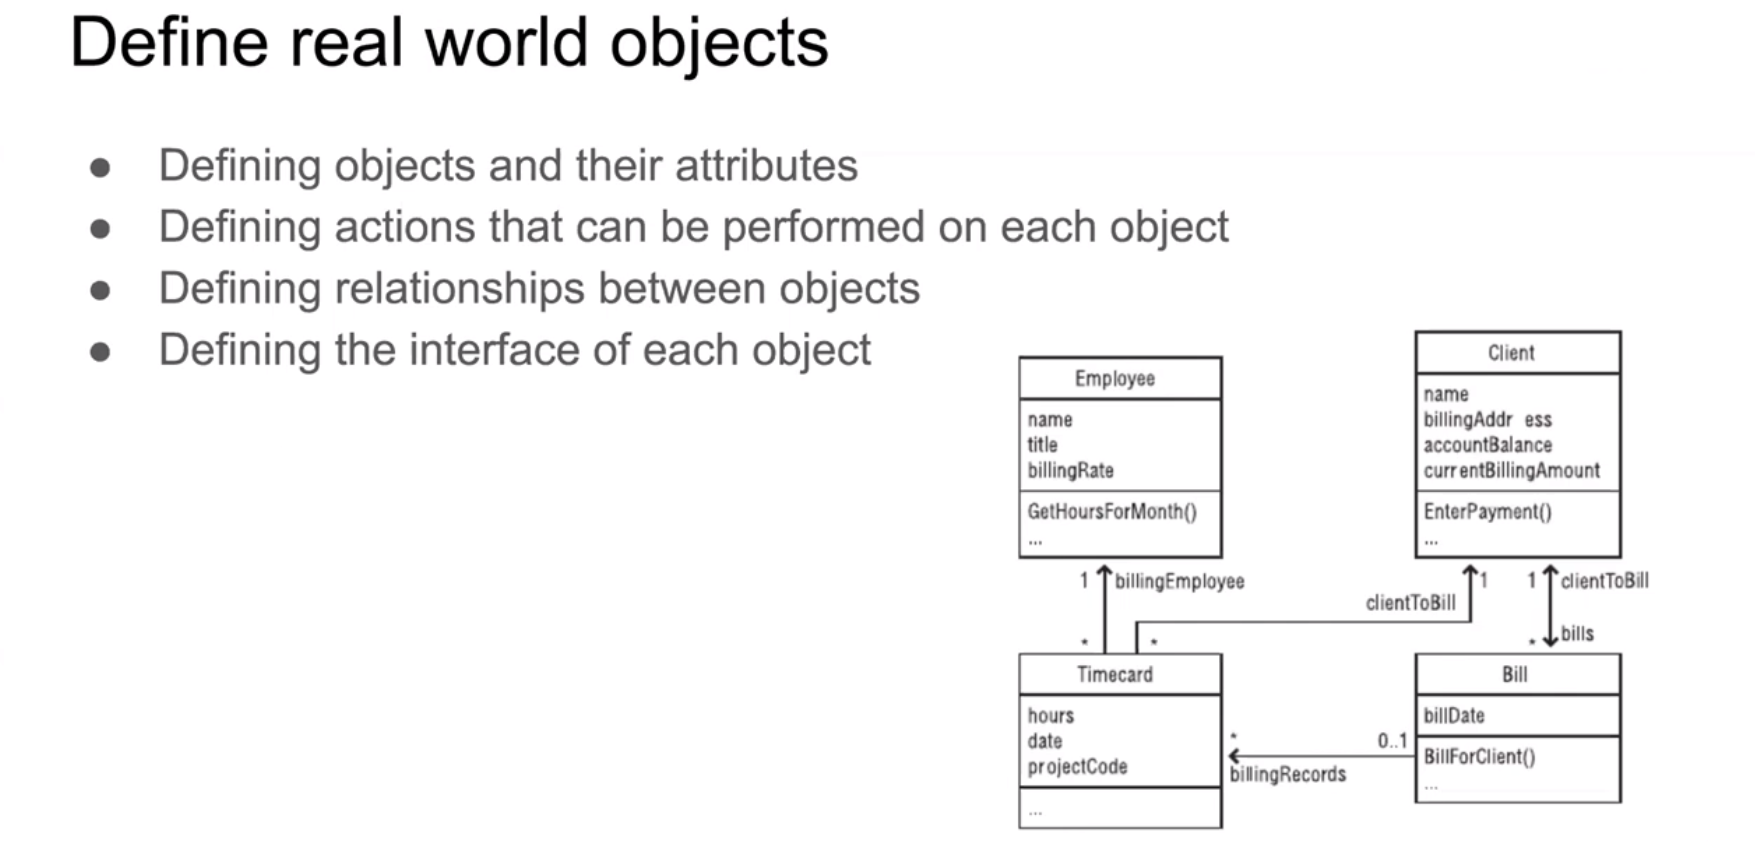 Define real world objects
● Defining objects and their attributes
● Defining actions that can be performed on each object
● Defining relationships between objects
● Defining the interface of each object
Employee
name
title
billingRate
GetHoursForMonth()
...
Client
name
billingAddr ess
accountBalance
currentBillingAmount
EnterPayment()
...
1 billingEmployee
*
clientToBill
1
*
1 clientToBill
* bills
Timecard
hours
date
projectCode
...
Bill
billDate
BillForClient()
...
*
0..1
billingRecords